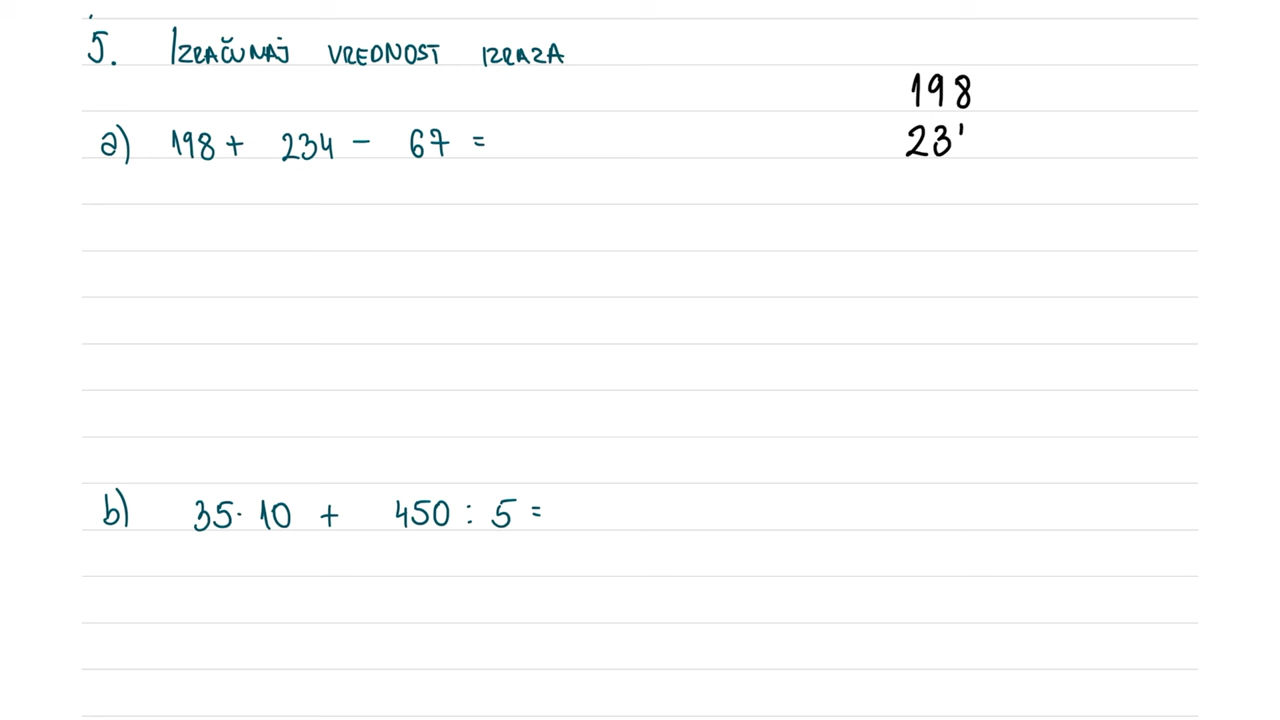 5. Izračunaj vrednost izraza
a) 198 + 234 - 67 =
198
23'
b) 35· 10 + 450 : 5 =